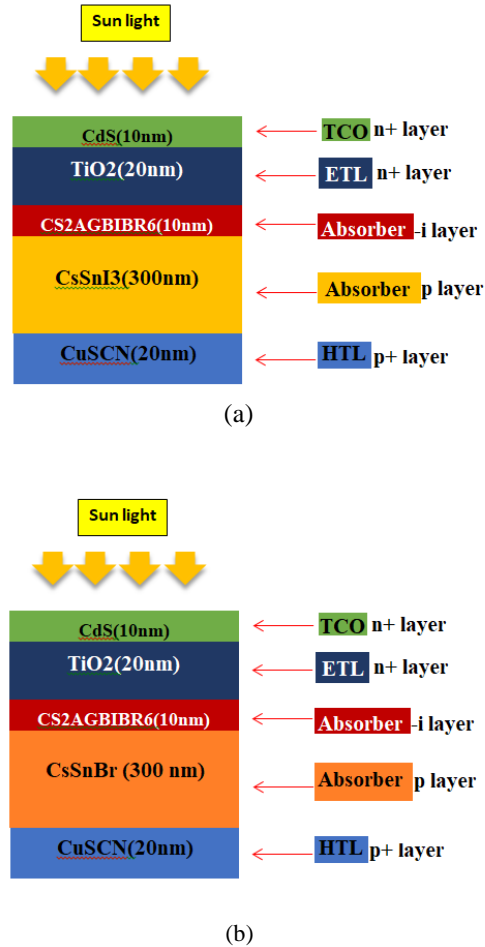 Sun light
CdS(10nm)
TCO n+ layer
TiO2(20nm)
ETL n+ layer
CS2AGBIBR6(10nm)
Absorber -i layer
CsSnI3(300nm)
Absorber p layer
CuSCN(20nm)
HTL p+ layer
(a)
Sun light
CdS(10nm)
TCO n+ layer
TiO2(20nm)
ETL n+ layer
CS2AGBIBR6(10nm)
Absorber -i layer
CsSnBr (300 nm)
Absorber p layer
CuSCN(20nm)
HTL p+ layer
(b)